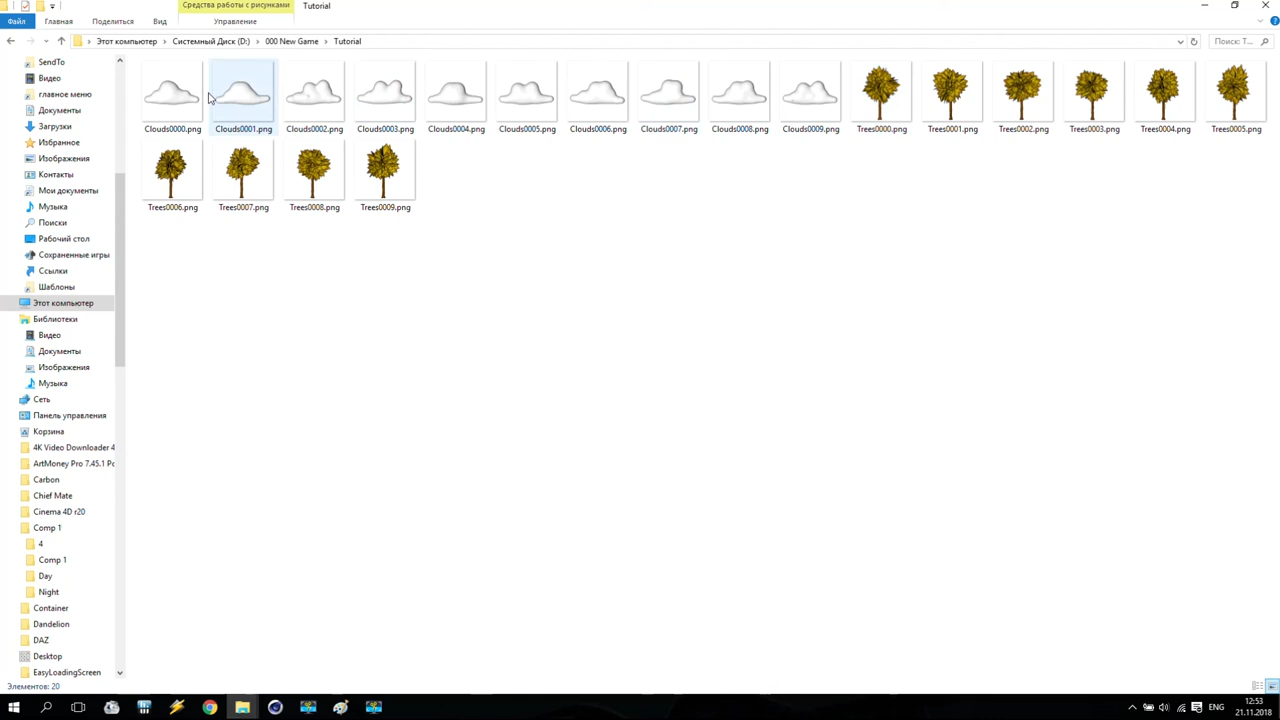 Средства работы с рисунками
Tutorial
Файл
Главная
Поделиться
Вид
Управление
Этот компьютер
Системный Диск (D:)
000 New Game
Tutorial
Поиск: Т...
SendTo
Видео
главное меню
Документы
Загрузки
Избранное
Изображения
Контакты
Мои документы
Музыка
Поиски
Рабочий стол
Сохраненные игры
Ссылки
Шаблоны
Этот компьютер
Библиотеки
Видео
Документы
Изображения
Музыка
Сеть
Панель управления
Корзина
4K Video Downloader 4
ArtMoney Pro 7.45.1 Pc
Carbon
Chief Mate
Cinema 4D r20
Comp 1
4
Comp 1
Day
Night
Container
Dandelion
DAZ
Desktop
EasyLoadingScreen
Clouds0000.png
Clouds0001.png
Clouds0002.png
Clouds0003.png
Clouds0004.png
Clouds0005.png
Clouds0006.png
Clouds0007.png
Clouds0008.png
Clouds0009.png
Trees0000.png
Trees0001.png
Trees0002.png
Trees0003.png
Trees0004.png
Trees0005.png
Trees0006.png
Trees0007.png
Trees0008.png
Trees0009.png
Элементов: 20
ENG
12:53
21.11.2018